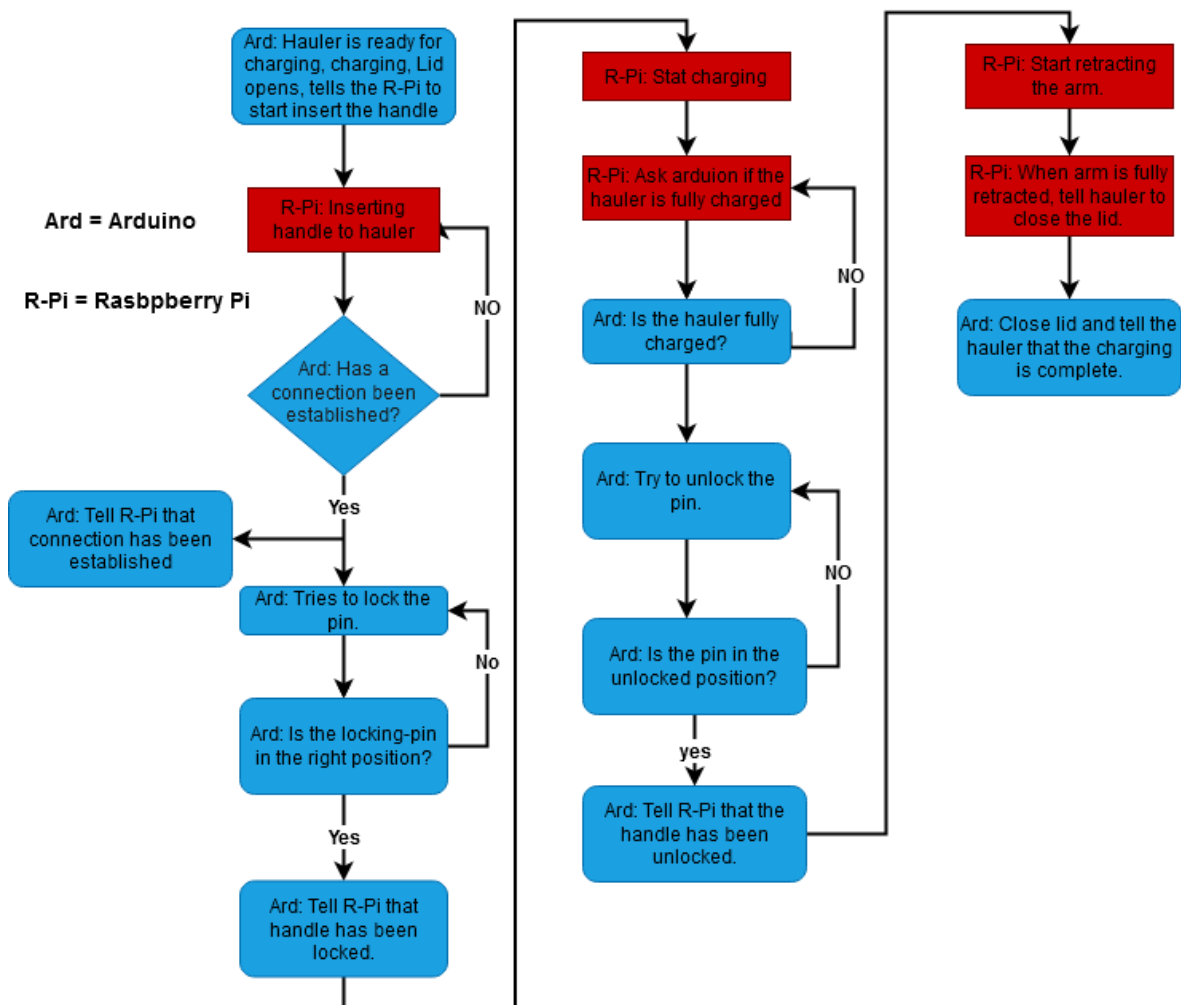 Ard: Hauler is ready for
charging, charging, Lid
opens, tells the R-Pi to
start insert the handle
Ard = Arduino
R-Pi: Inserting
handle to hauler
R-Pi = Rasbpberry Pi
NO
Ard: Has a
connection been
established?
Yes
Ard: Tell R-Pi that
connection has been
established
Ard: Tries to lock the
pin.
No
Ard: Is the locking-pin
in the right position?
Yes
Ard: Tell R-Pi that
handle has been
locked.
R-Pi: Stat charging
R-Pi: Ask arduion if the
hauler is fully charged
NO
Ard: Is the hauler fully
charged?
Ard: Try to unlock the
pin.
NO
Ard: Is the pin in the
unlocked position?
yes
Ard: Tell R-Pi that the
handle has been
unlocked.
R-Pi: Start retracting
the arm.
R-Pi: When arm is fully
retracted, tell hauler to
close the lid.
Ard: Close lid and tell the
hauler that the charging
is complete.